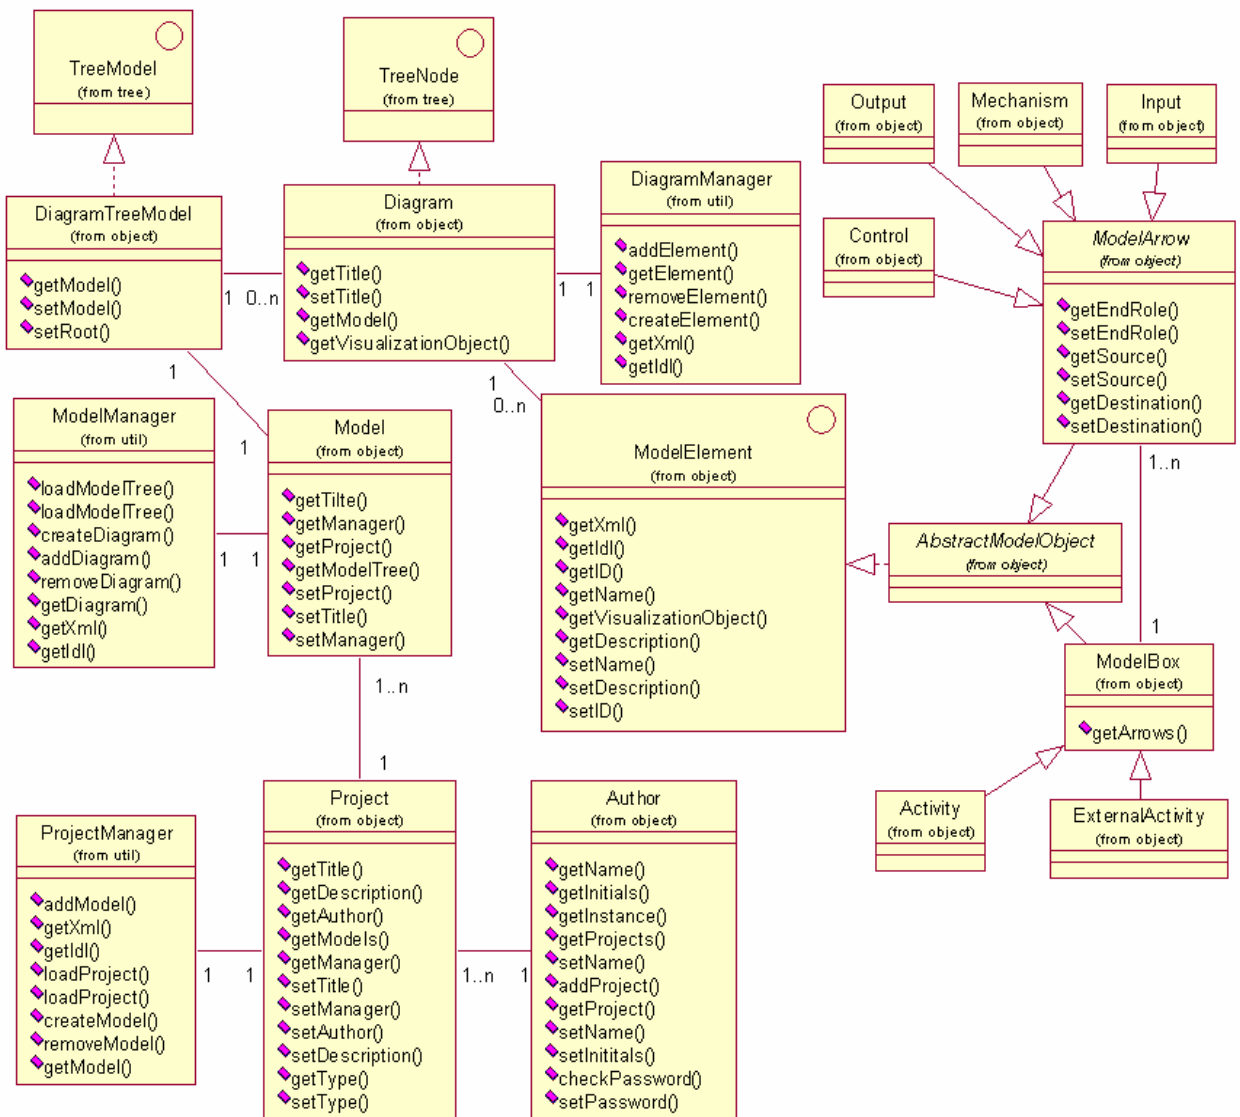 TreeModel
(from tree)
TreeNode
(from tree)
Output
(from object)
Mechanism
(from object)
Input
(from object)
DiagramTreeModel
(from object)
getModel()
setModel()
setRoot()
Diagram
(from object)
getTitle()
setTitle()
getModel()
getVisualizationObject()
DiagramManager
(from util)
addElement()
getElement()
removeElement()
createElement()
getXml()
getIdl()
Control
(from object)
ModelArrow
(from object)
getEndRole()
setEndRole()
getSource()
setSource()
getDestination()
setDestination()
1
0..n
1
1
1
1
1
0..n
1..n
1
ModelManager
(from util)
loadModelTree()
loadModelTree()
createDiagram()
addDiagram()
removeDiagram()
getDiagram()
getXml()
getIdl()
1
1
Model
(from object)
getTilte()
getManager()
getProject()
getModelTree()
setProject()
setTitle()
setManager()
ModelElement
(from object)
getXml()
getIdl()
getID()
getName()
getVisualizationObject()
getDescription()
setName()
setDescription()
setID()
AbstractModelObject
(from object)
ModelBox
(from object)
getArrows()
1..n
1
Activity
(from object)
ExternalActivity
(from object)
ProjectManager
(from util)
addModel()
getXml()
getIdl()
loadProject()
loadProject()
createModel()
removeModel()
getModel()
1
1
Project
(from object)
getTitle()
getDescription()
getAuthor()
getModels()
getManager()
setTitle()
setManager()
setAuthor()
setDescription()
getType()
setType()
1..n
1
Author
(from object)
getName()
getInitials()
getInstance()
getProjects()
setName()
addProject()
getProject()
setName()
setInititals()
checkPassword()
setPassword()